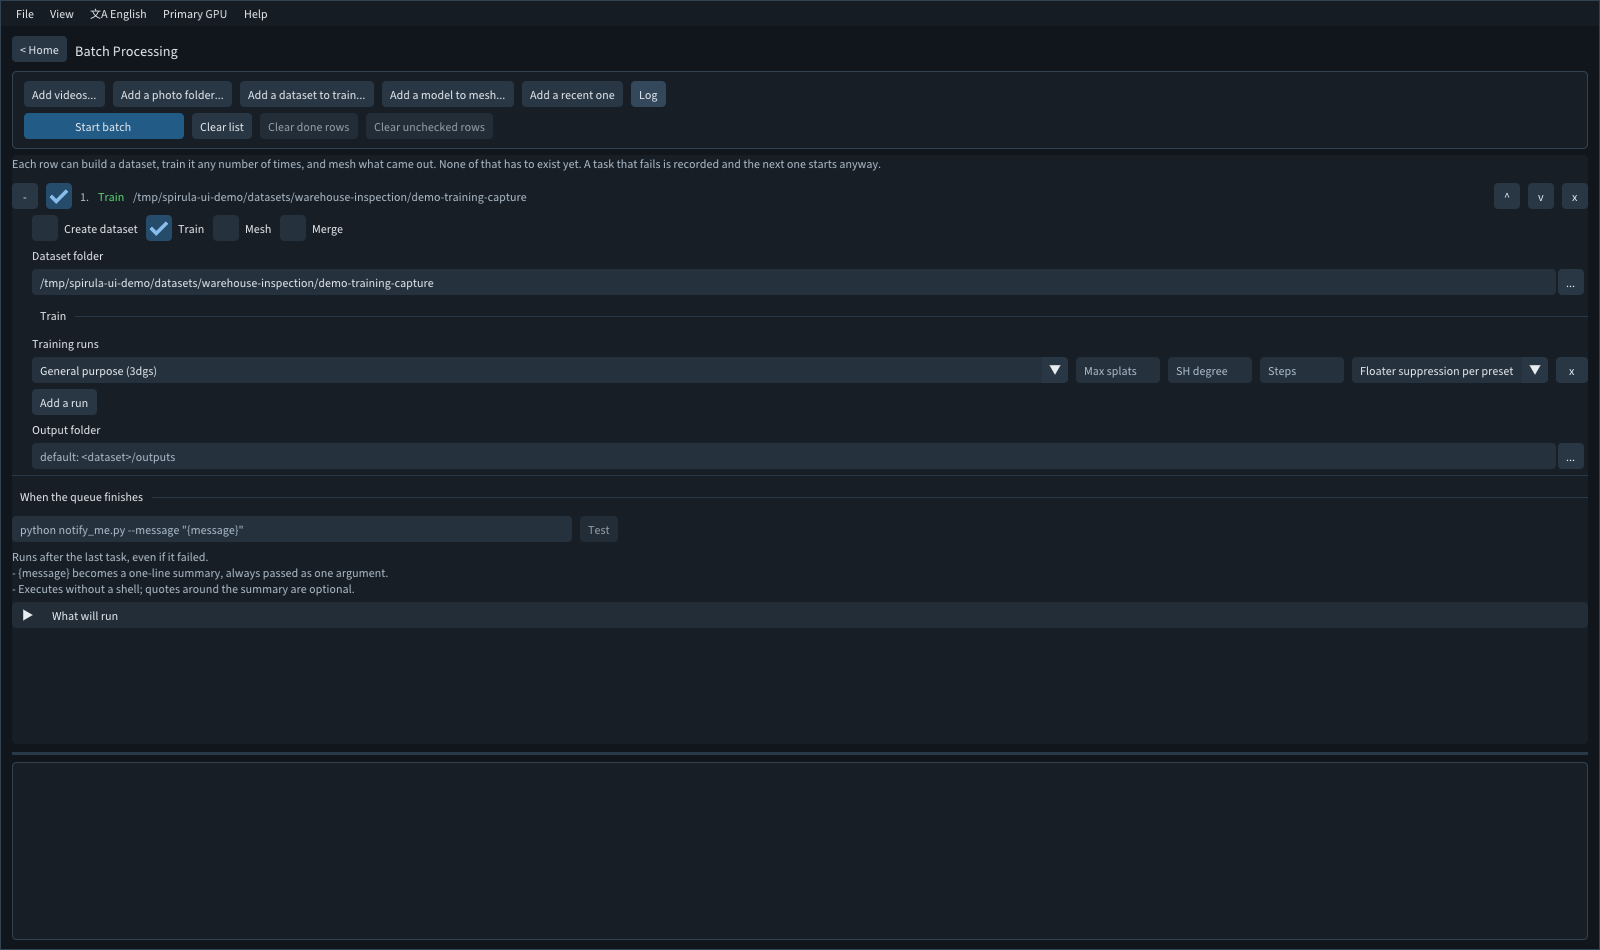 File View 文A English Primary GPU Help
< Home Batch Processing
Add videos... Add a photo folder... Add a dataset to train... Add a model to mesh... Add a recent one Log
Start batch Clear list Clear done rows Clear unchecked rows
Each row can build a dataset, train it any number of times, and mesh what came out. None of that has to exist yet. A task that fails is recorded and the next one starts anyway.
- 1. Train /tmp/spirula-ui-demo/datasets/warehouse-inspection/demo-training-capture ^ v x
Create dataset Train Mesh Merge
Dataset folder
/tmp/spirula-ui-demo/datasets/warehouse-inspection/demo-training-capture ...
Train
Training runs
General purpose (3dgs) Max splats SH degree Steps Floater suppression per preset x
Add a run
Output folder
default: <dataset>/outputs ...
When the queue finishes
python notify_me.py --message "{message}" Test
Runs after the last task, even if it failed.
- {message} becomes a one-line summary, always passed as one argument.
- Executes without a shell; quotes around the summary are optional.
What will run